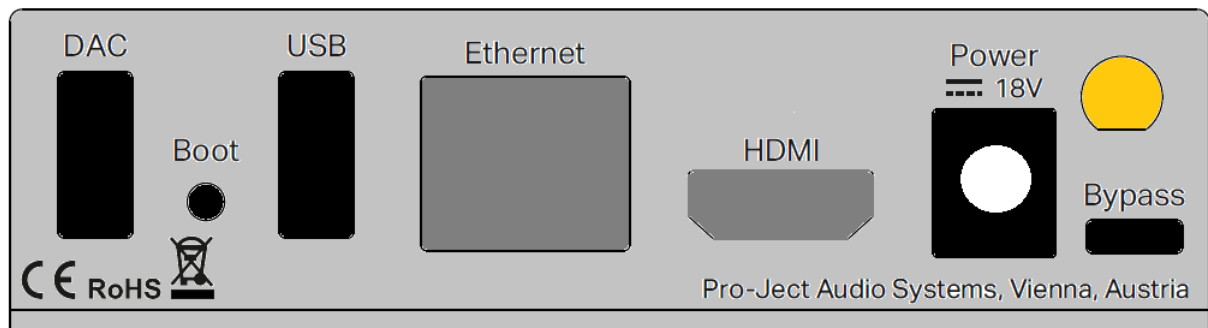 DAC
USB
Ethernet
Power
18V
Boot
HDMI
Bypass
CE RoHS
Pro-Ject Audio Systems, Vienna, Austria